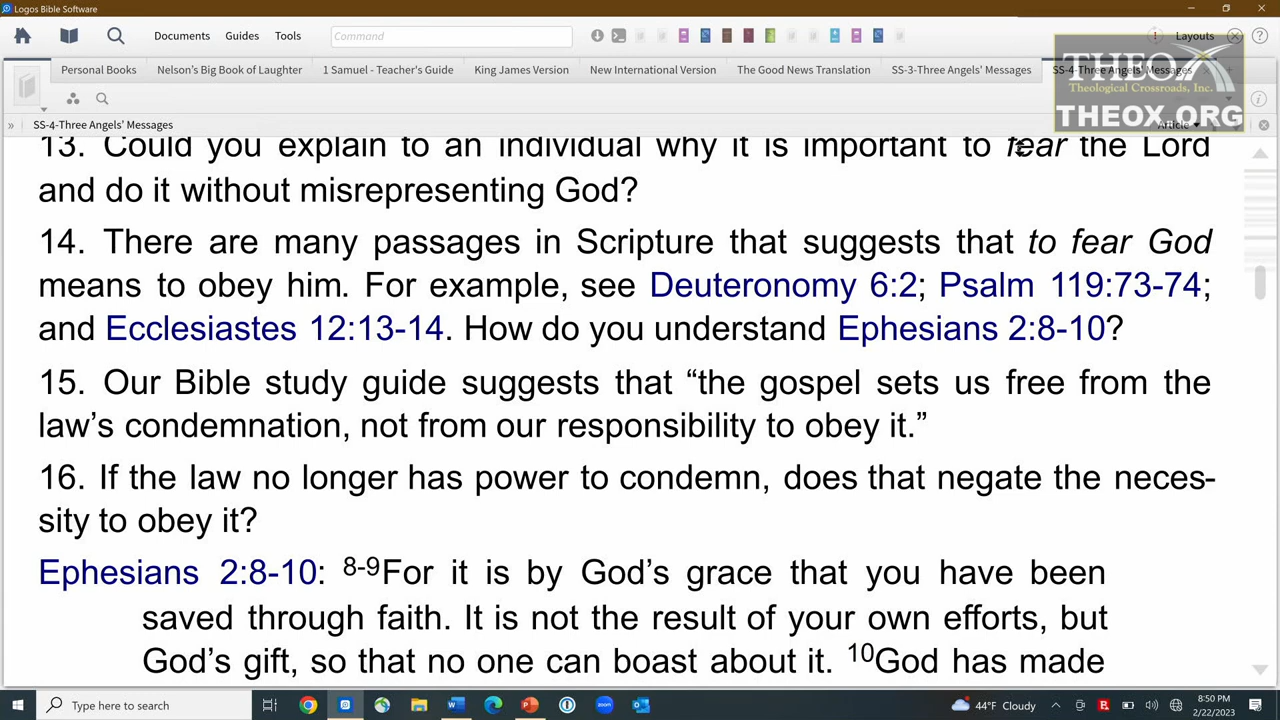 Logos Bible Software
Documents Guides Tools Command Layouts
Personal Books Nelson's Big Book of Laughter 1 Samuel, Teacher King James Version New International Version The Good News Translation SS-3-Three Angels' Messages SS-4-Three Angels' Messages
Theological Crossroads, Inc.
THEOX.ORG
SS-4-Three Angels' Messages Article
13. Could you explain to an individual why it is important to fear the Lord
and do it without misrepresenting God?
14. There are many passages in Scripture that suggests that to fear God
means to obey him. For example, see Deuteronomy 6:2; Psalm 119:73-74;
and Ecclesiastes 12:13-14. How do you understand Ephesians 2:8-10?
15. Our Bible study guide suggests that “the gospel sets us free from the
law’s condemnation, not from our responsibility to obey it.”
16. If the law no longer has power to condemn, does that negate the neces-
sity to obey it?
Ephesians 2:8-10: 8-9For it is by God’s grace that you have been
saved through faith. It is not the result of your own efforts, but
God’s gift, so that no one can boast about it. 10God has made
Type here to search
44°F Cloudy
8:50 PM
2/22/2023